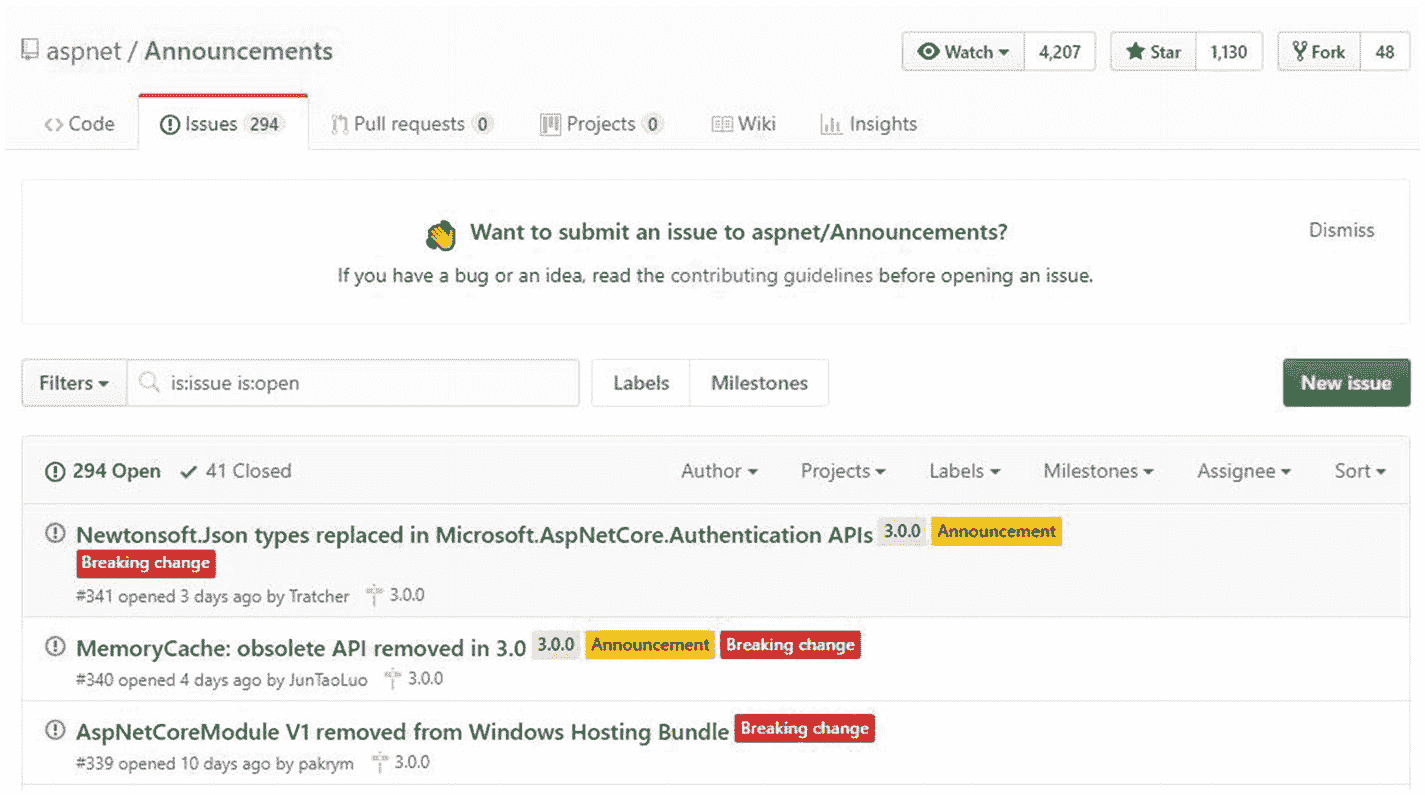 aspnet / Announcements
Watch 4,207 Star 1,130 Fork 48
Code Issues 294 Pull requests 0 Projects 0 Wiki Insights
Want to submit an issue to aspnet/Announcements? Dismiss
If you have a bug or an idea, read the contributing guidelines before opening an issue.
Filters is:issue is:open Labels Milestones New issue
294 Open 41 Closed Author Projects Labels Milestones Assignee Sort
Newtonsoft.Json types replaced in Microsoft.AspNetCore.Authentication APIs 3.0.0 Announcement
Breaking change
#341 opened 3 days ago by Tratcher 3.0.0
MemoryCache: obsolete API removed in 3.0 3.0.0 Announcement Breaking change
#340 opened 4 days ago by JunTaoLuo 3.0.0
AspNetCoreModule V1 removed from Windows Hosting Bundle Breaking change
#339 opened 10 days ago by pakrym 3.0.0